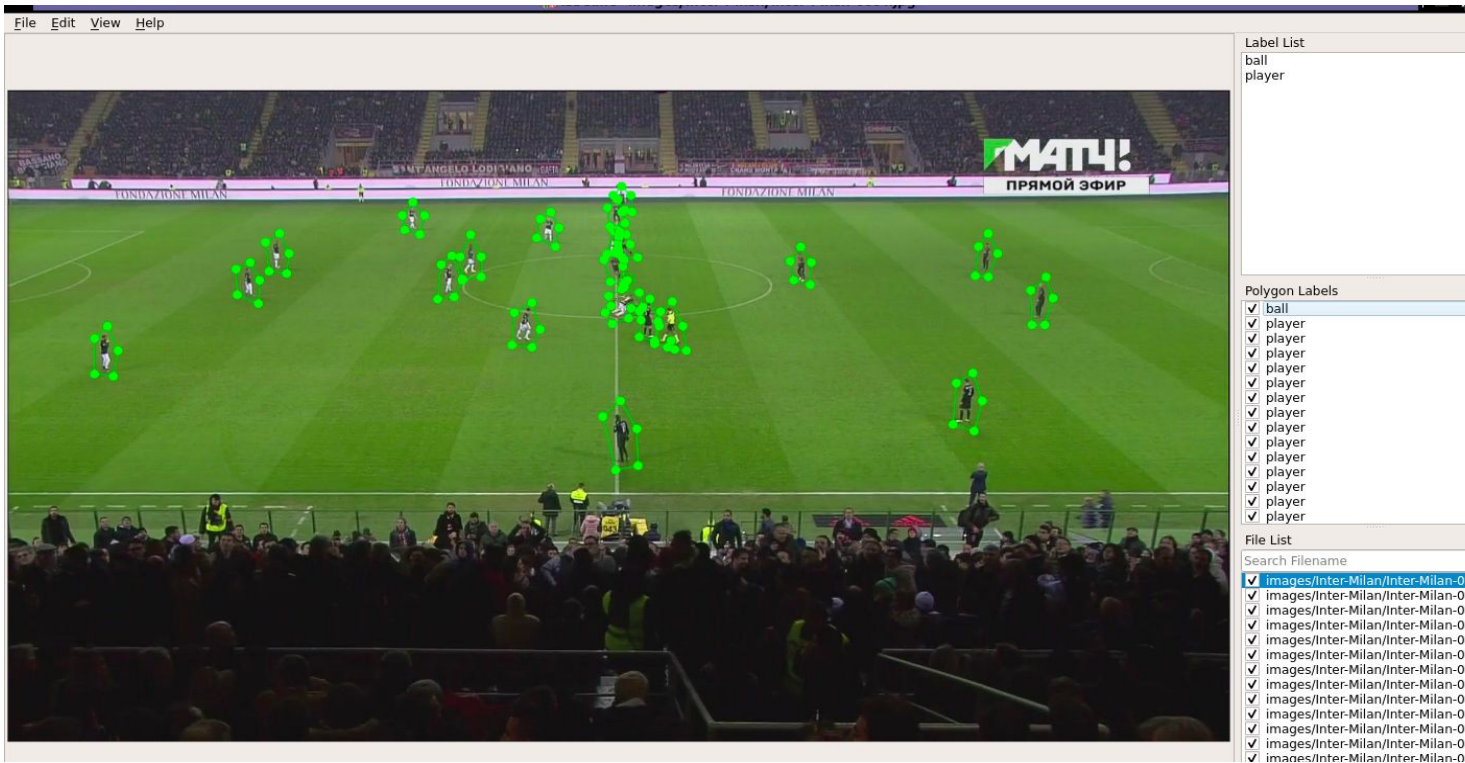 File Edit View Help
Label List
ball
player
BASSANO
SANT'ANGELO LODIGIANO
FONDAZIONE MILAN
FONDAZIONE MILAN
FONDAZIONE MILAN
МАТЧ!
ПРЯМОЙ ЭФИР
Polygon Labels
ball
player
player
player
player
player
player
player
player
player
player
player
player
player
player
File List
Search Filename
images/Inter-Milan/Inter-Milan-0
images/Inter-Milan/Inter-Milan-0
images/Inter-Milan/Inter-Milan-0
images/Inter-Milan/Inter-Milan-0
images/Inter-Milan/Inter-Milan-0
images/Inter-Milan/Inter-Milan-0
images/Inter-Milan/Inter-Milan-0
images/Inter-Milan/Inter-Milan-0
images/Inter-Milan/Inter-Milan-0
images/Inter-Milan/Inter-Milan-0
images/Inter-Milan/Inter-Milan-0
images/Inter-Milan/Inter-Milan-0
images/Inter-Milan/Inter-Milan-0